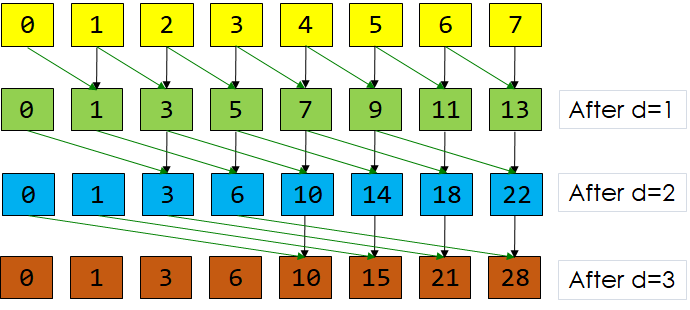 0 1 2 3 4 5 6 7
0 1 3 5 7 9 11 13 After d=1
0 1 3 6 10 14 18 22 After d=2
0 1 3 6 10 15 21 28 After d=3